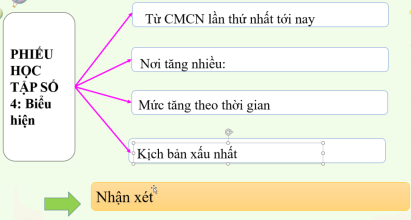 PHIẾU
HỌC
TẬP SỐ
4: Biểu
hiện
Từ CMCN lần thứ nhất tới nay
Nơi tăng nhiều:
Mức tăng theo thời gian
Kịch bản xấu nhất
Nhận xét